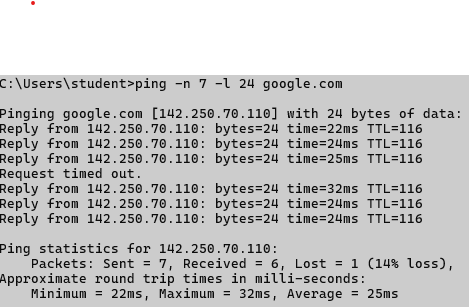 C:\Users\student>ping -n 7 -l 24 google.com
Pinging google.com [142.250.70.110] with 24 bytes of data:
Reply from 142.250.70.110: bytes=24 time=22ms TTL=116
Reply from 142.250.70.110: bytes=24 time=24ms TTL=116
Reply from 142.250.70.110: bytes=24 time=25ms TTL=116
Request timed out.
Reply from 142.250.70.110: bytes=24 time=32ms TTL=116
Reply from 142.250.70.110: bytes=24 time=24ms TTL=116
Reply from 142.250.70.110: bytes=24 time=24ms TTL=116
Ping statistics for 142.250.70.110:
    Packets: Sent = 7, Received = 6, Lost = 1 (14% loss),
Approximate round trip times in milli-seconds:
    Minimum = 22ms, Maximum = 32ms, Average = 25ms